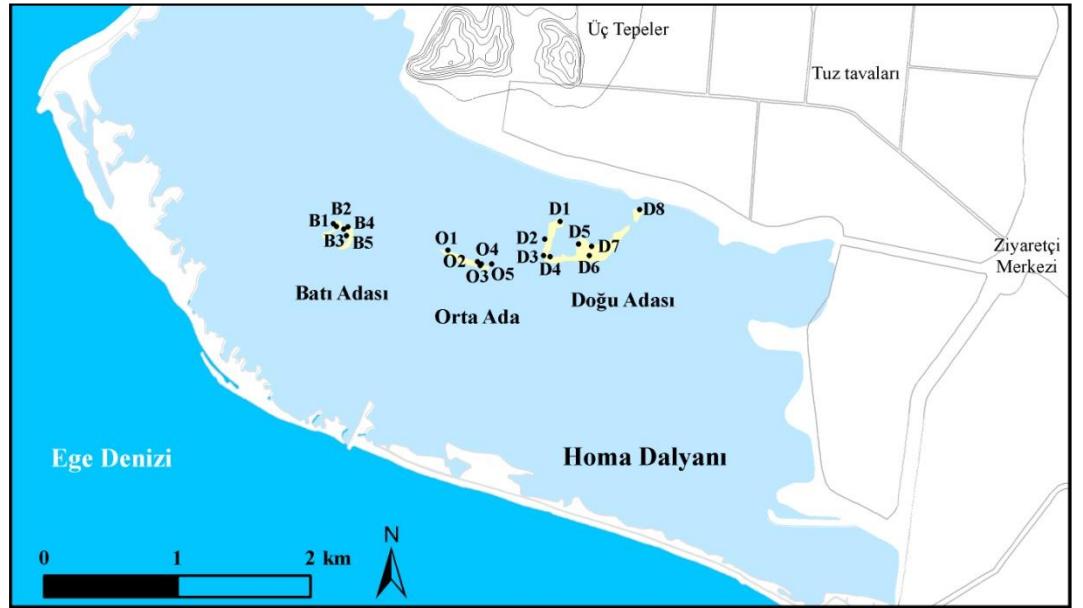 Üç Tepeler
Tuz tavaları
B1
B2
B3
B4
B5
O1
O2
O3
O4
O5
D1
D2
D3
D4
D5
D6
D7
D8
Ziyaretçi
Merkezi
Batı Adası
Orta Ada
Doğu Adası
Ege Denizi
Homa Dalyanı
N
0 1 2 km